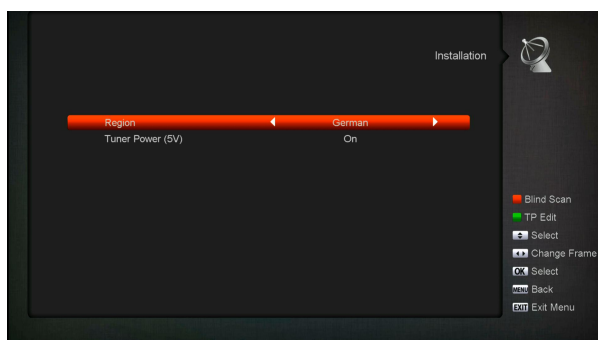 Installation
Region German
Tuner Power (5V) On
Blind Scan
TP Edit
Select
Change Frame
OK Select
MENU Back
EXIT Exit Menu